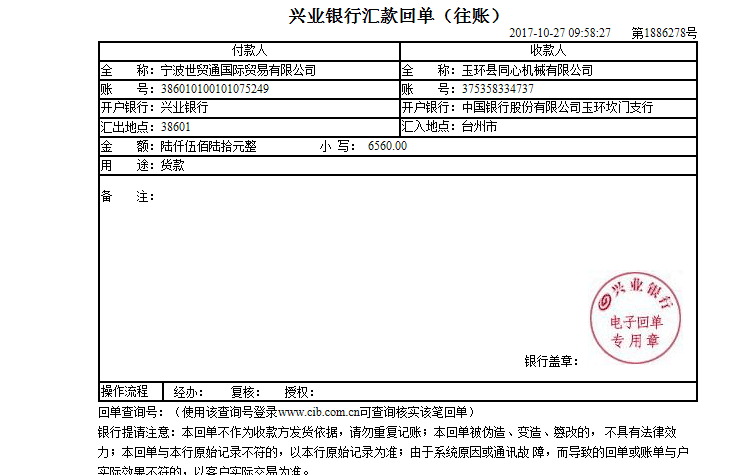 兴业银行汇款回单（往账）
2017-10-27 09:58:27 第1886278号
付款人 收款人
全 称：宁波世贸通国际贸易有限公司 全 称：玉环县同心机械有限公司
账 号：386010100101075249 账 号：375358334737
开户银行：兴业银行 开户银行：中国银行股份有限公司玉环坎门支行
汇出地点：38601 汇入地点：台州市
金 额：陆仟伍佰陆拾元整 小 写： 6560.00
用 途：货款
备 注：
兴业银行
电子回单
专用章
银行盖章：
操作流程 经办： 复核： 授权：
回单查询号：（使用该查询号登录www.cib.com.cn可查询核实该笔回单）
银行提请注意：本回单不作为收款方发货依据，请勿重复记账；本回单被伪造、变造、篡改的，不具有法律效
力；本回单与本行原始记录不符的，以本行原始记录为准；由于系统原因或通讯故 障，而导致的回单或账单与户
实际效果不符的，以客户实际交易为准。